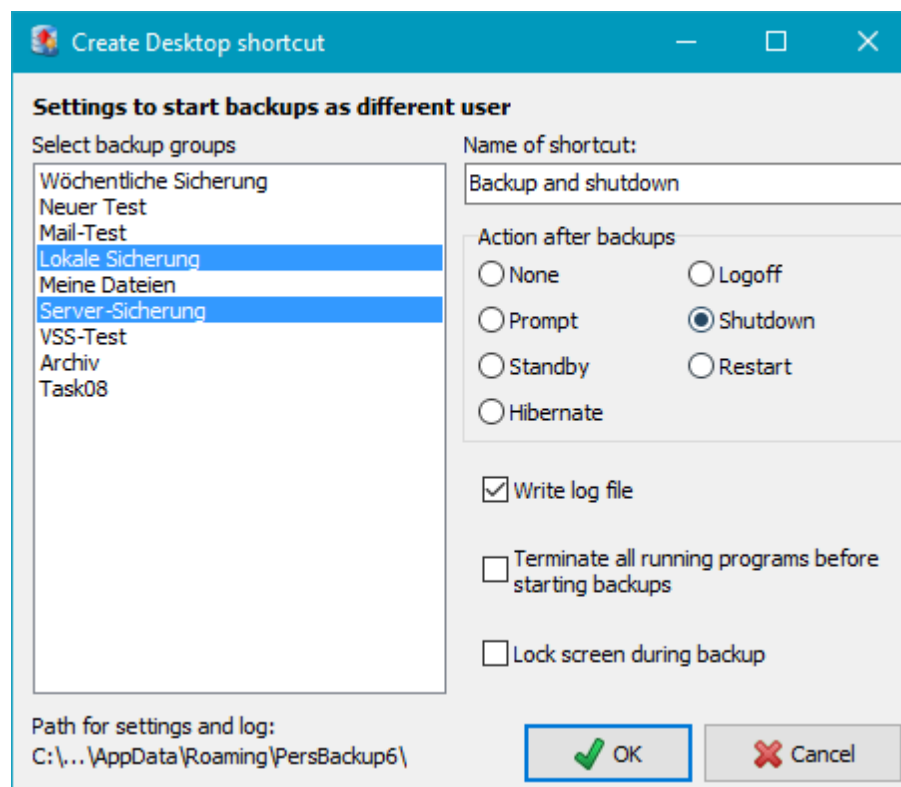 Create Desktop shortcut
Settings to start backups as different user
Select backup groups
Wöchentliche Sicherung
Neuer Test
Mail-Test
Lokale Sicherung
Meine Dateien
Server-Sicherung
VSS-Test
Archiv
Task08
Name of shortcut:
Backup and shutdown
Action after backups
None
Logoff
Prompt
Shutdown
Standby
Restart
Hibernate
Write log file
Terminate all running programs before
starting backups
Lock screen during backup
Path for settings and log:
C:\...\AppData\Roaming\PersBackup6\
OK
Cancel